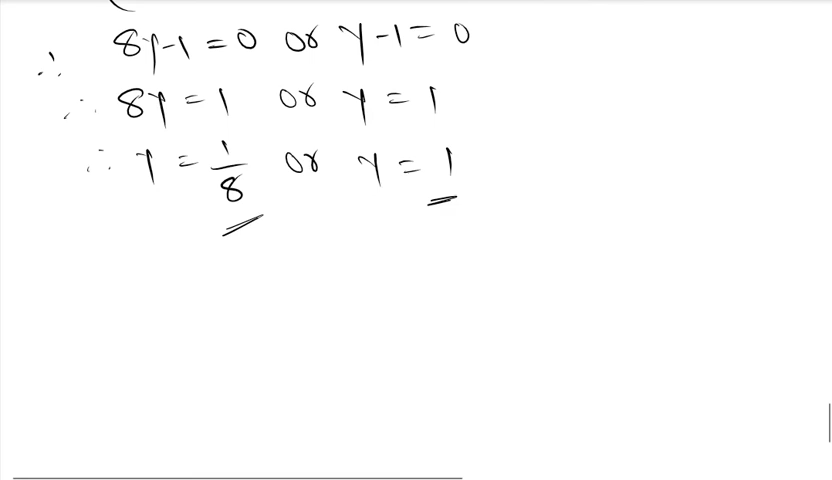 ∴ 8y-1 = 0 or y-1 = 0
∴ 8y = 1 or y = 1
∴ y = 1/8 or y = 1